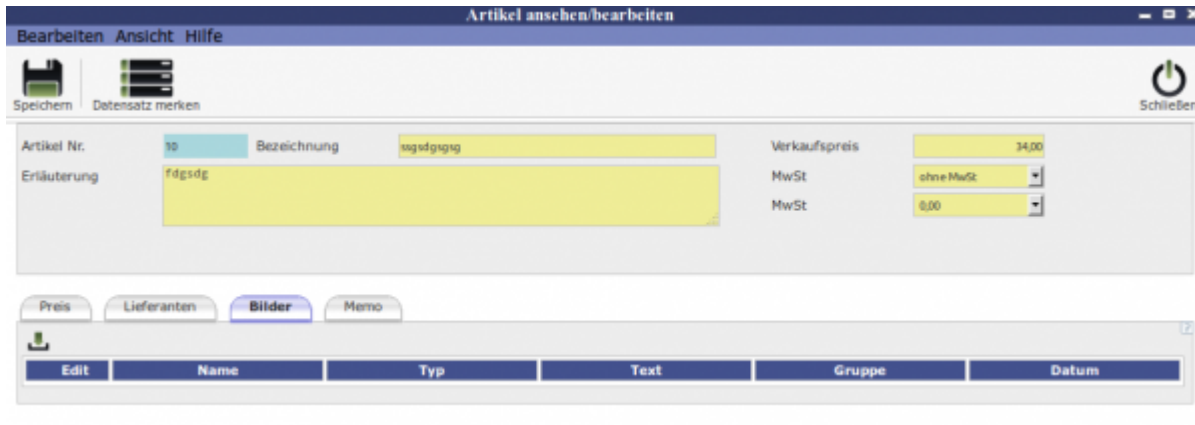 Artikel ansehen/bearbeiten
Bearbeiten Ansicht Hilfe
Speichern Datensatz merken Schließen
Artikel Nr. 10 Bezeichnung ssgsdgsgsg Verkaufspreis 34,00
Erläuterung fdgsdg MwSt ohne MwSt
MwSt 0,00
Preis Lieferanten Bilder Memo
?
Edit Name Typ Text Gruppe Datum